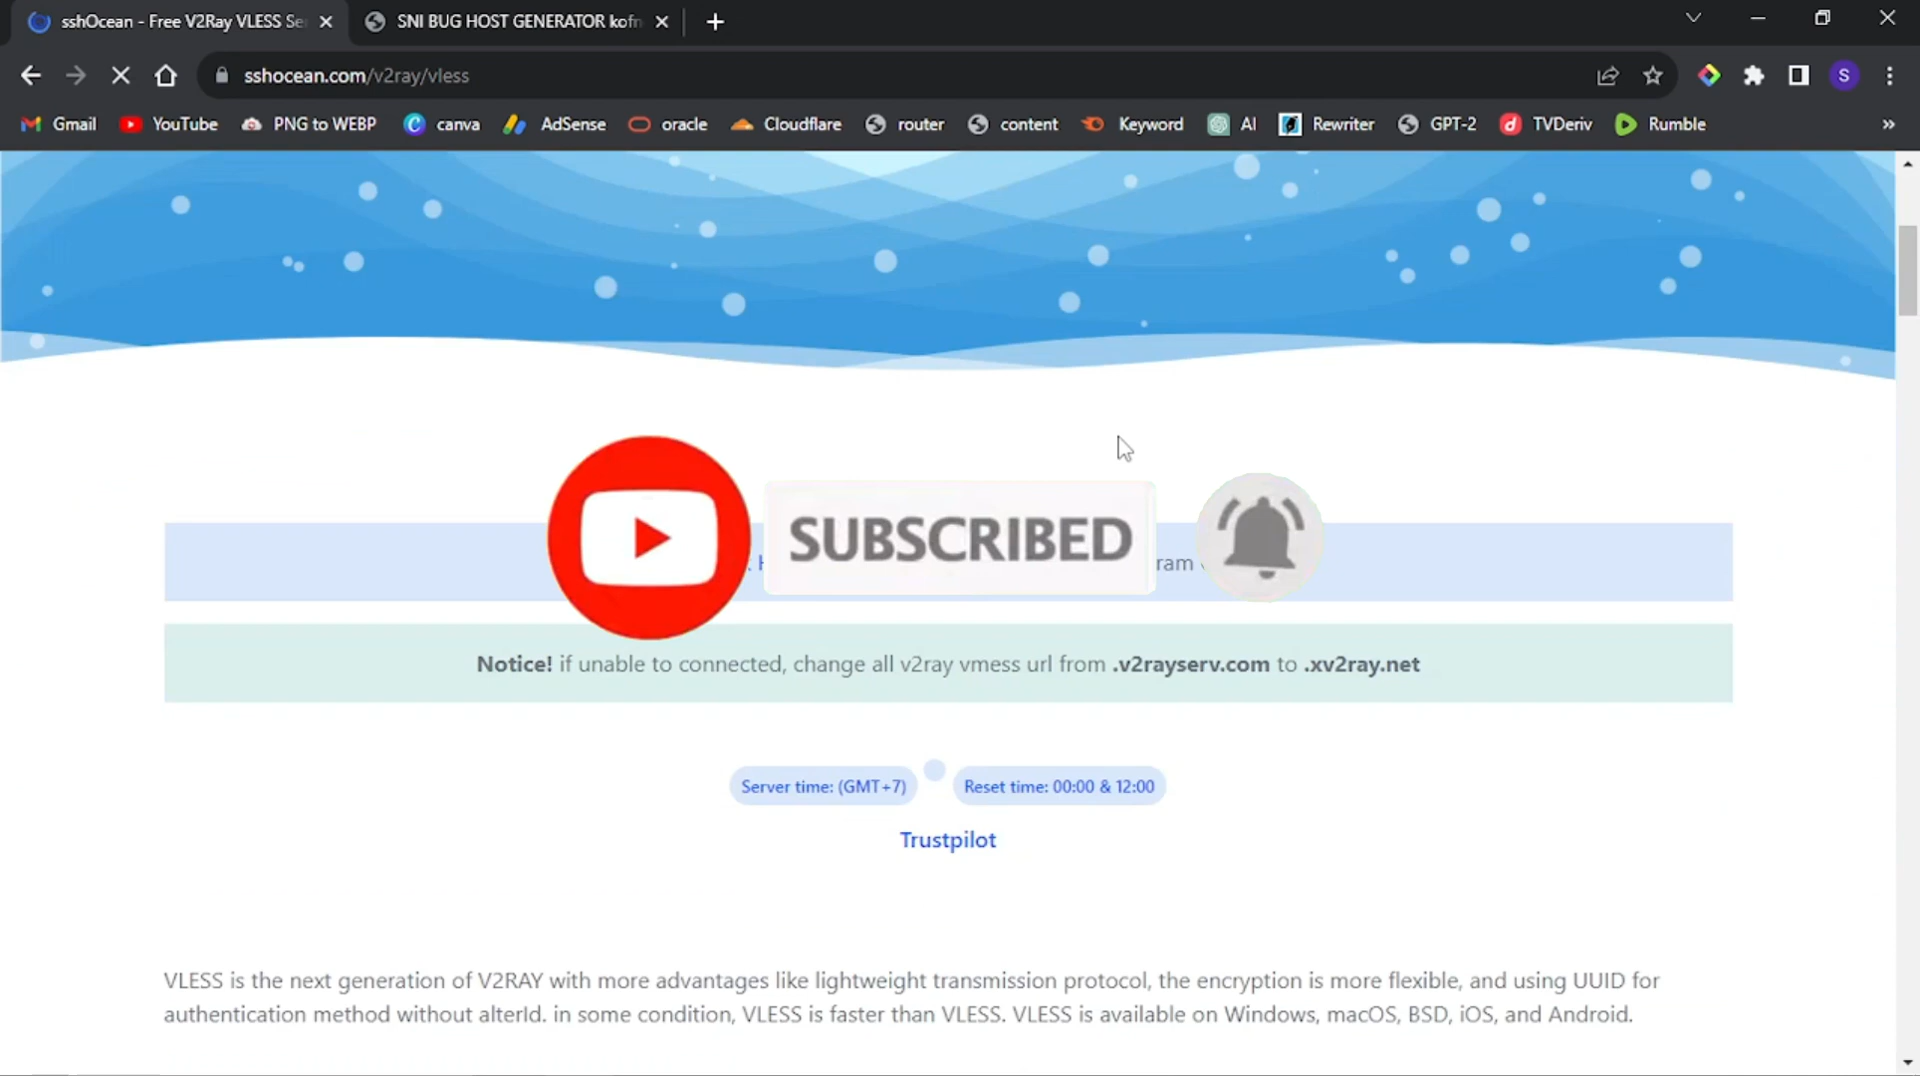 sshOcean - Free V2Ray VLESS Se
SNI BUG HOST GENERATOR kofn
sshocean.com/v2ray/vless
S
Gmail
YouTube
PNG to WEBP
canva
AdSense
oracle
Cloudflare
router
content
Keyword
AI
Rewriter
GPT-2
TVDeriv
Rumble
SUBSCRIBED
ram
Notice! if unable to connected, change all v2ray vmess url from .v2rayserv.com to .xv2ray.net
Server time: (GMT+7)
Reset time: 00:00 & 12:00
Trustpilot
VLESS is the next generation of V2RAY with more advantages like lightweight transmission protocol, the encryption is more flexible, and using UUID for
authentication method without alterId. in some condition, VLESS is faster than VLESS. VLESS is available on Windows, macOS, BSD, iOS, and Android.